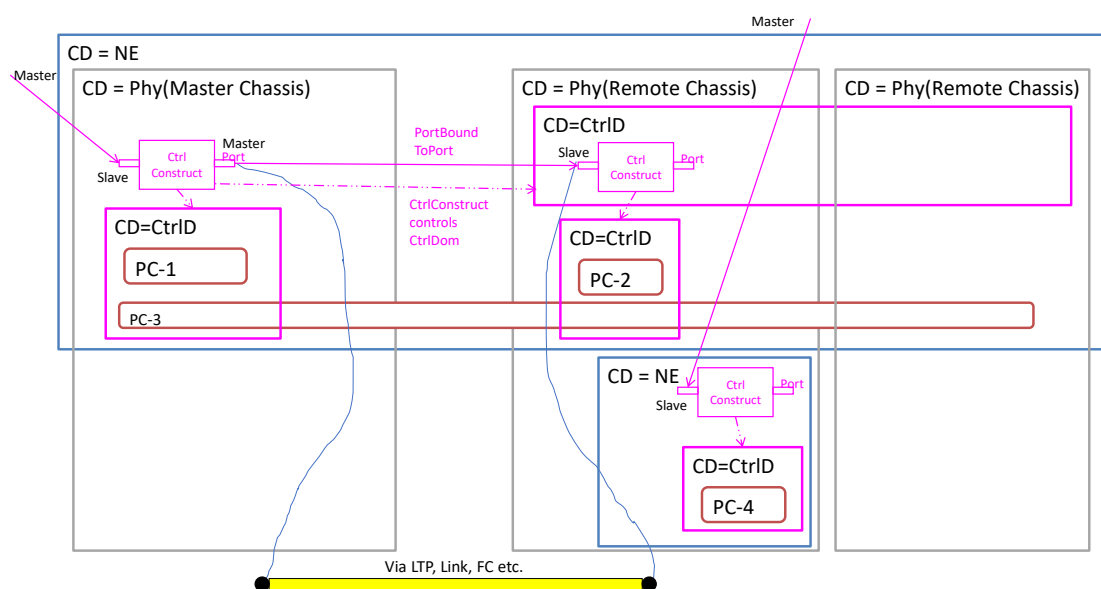 Master
CD = NE
Master
CD = Phy(Master Chassis)
CD = Phy(Remote Chassis)
CD = Phy(Remote Chassis)
CD=CtrlD
Master
PortBound
ToPort
Slave
Ctrl
Construct
Port
Slave
Ctrl
Construct
Port
CtrlConstruct
controls
CtrlDom
CD=CtrlD
CD=CtrlD
PC-1
PC-2
PC-3
CD = NE
Ctrl
Construct
Port
Slave
CD=CtrlD
PC-4
Via LTP, Link, FC etc.